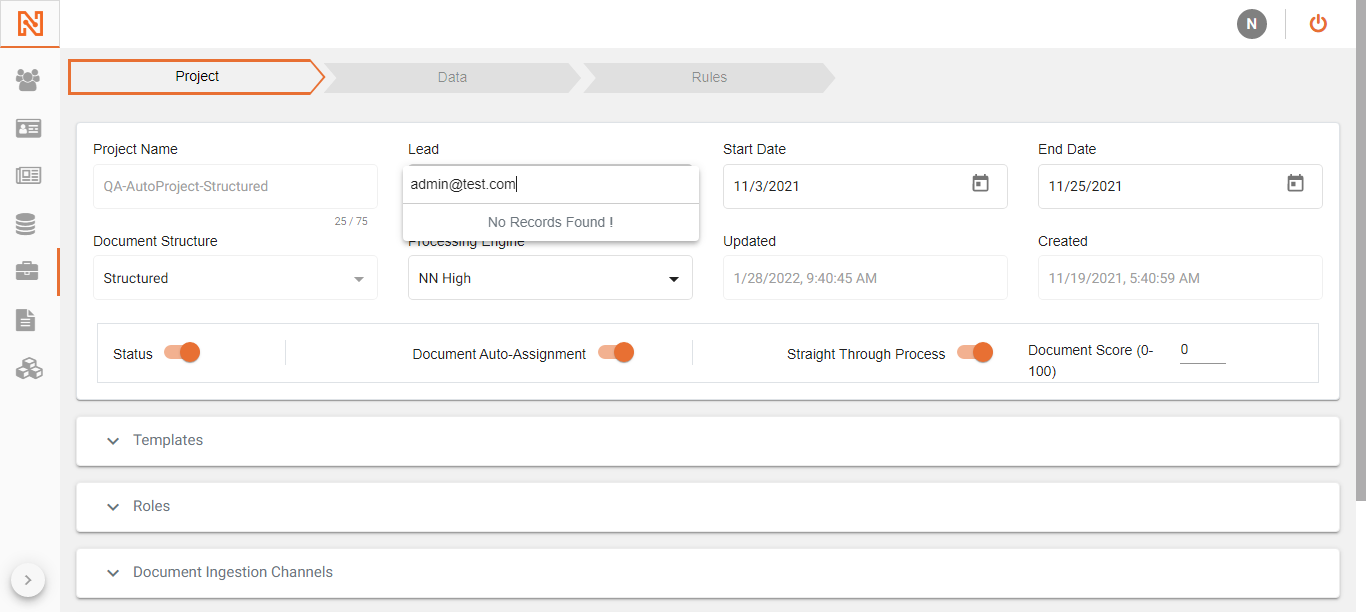 N
Project
Data
Rules
Project Name
Lead
Start Date
End Date
QA-AutoProject-Structured
admin@test.com
11/3/2021
11/25/2021
25 / 75
No Records Found !
Document Structure
Processing Engine
Updated
Created
Structured
NN High
1/28/2022, 9:40:45 AM
11/19/2021, 5:40:59 AM
Status
Document Auto-Assignment
Straight Through Process
Document Score (0-
100)
0
Templates
Roles
Document Ingestion Channels